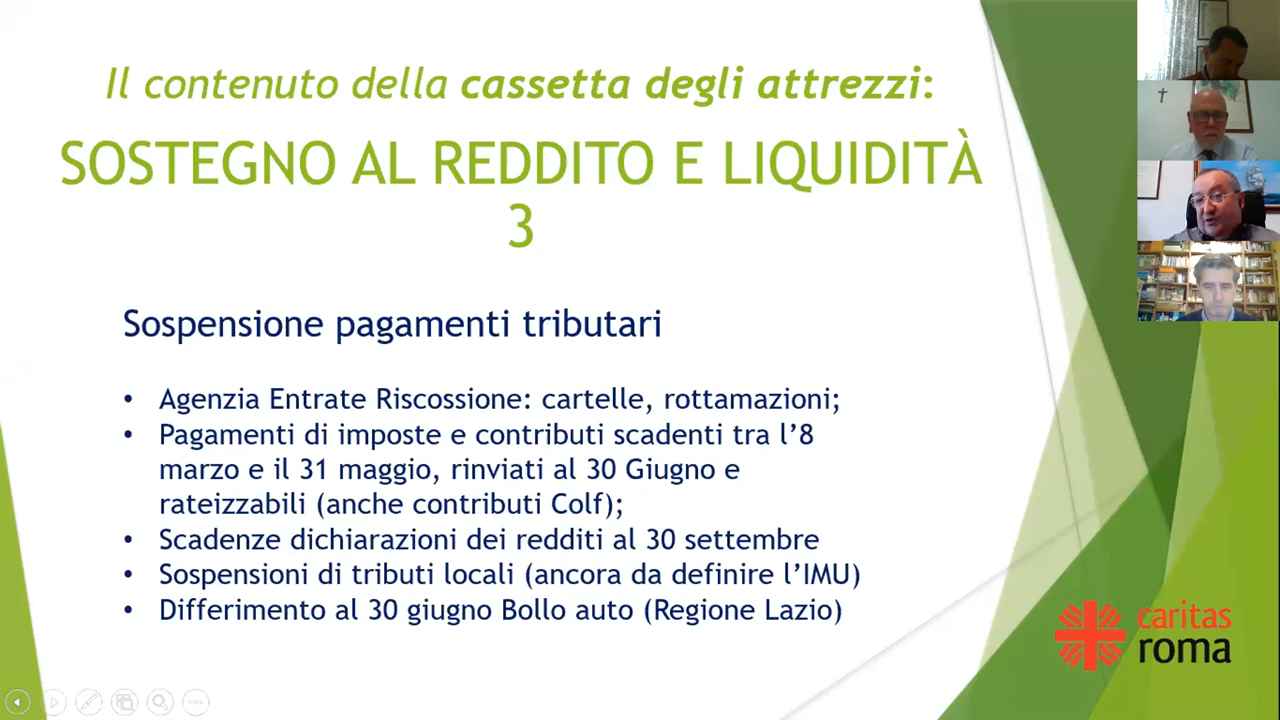 Il contenuto della cassetta degli attrezzi:
SOSTEGNO AL REDDITO E LIQUIDITÀ
3
Sospensione pagamenti tributari
• Agenzia Entrate Riscossione: cartelle, rottamazioni;
• Pagamenti di imposte e contributi scadenti tra l’8
marzo e il 31 maggio, rinviati al 30 Giugno e
rateizzabili (anche contributi Colf);
• Scadenze dichiarazioni dei redditi al 30 settembre
• Sospensioni di tributi locali (ancora da definire l’IMU)
• Differimento al 30 giugno Bollo auto (Regione Lazio)
caritas
roma